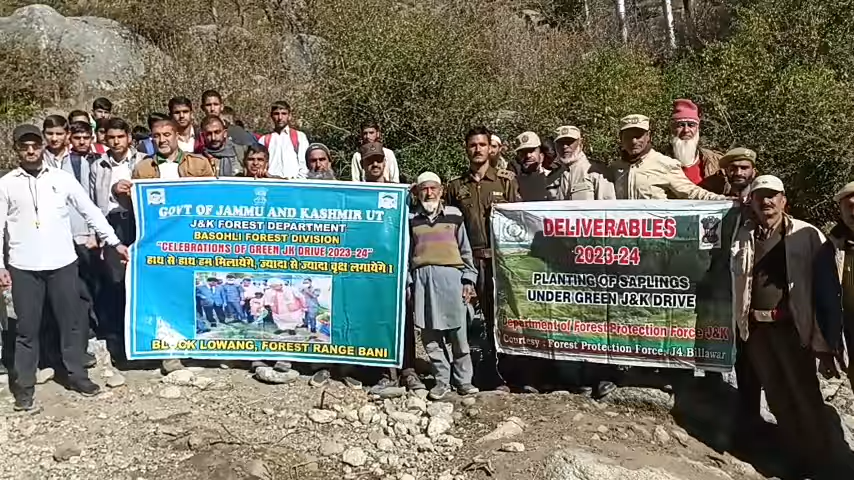 GOVT OF JAMMU AND KASHMIR UT
J&K FOREST DEPARTMENT
BASOHLI FOREST DIVISION
"CELEBRATIONS OF GREEN JK DRIVE 2023-24"
हाथ से हाथ हम मिलायेंगे, ज्यादा से ज्यादा वृक्ष लगायेंगे !
BLOCK LOWANG, FOREST RANGE BANI
DELIVERABLES
2023-24
PLANTING OF SAPLINGS
UNDER GREEN J&K DRIVE
Department of Forest Protection Force J&K
Courtesy : Forest Protection Force, J4 Billawar